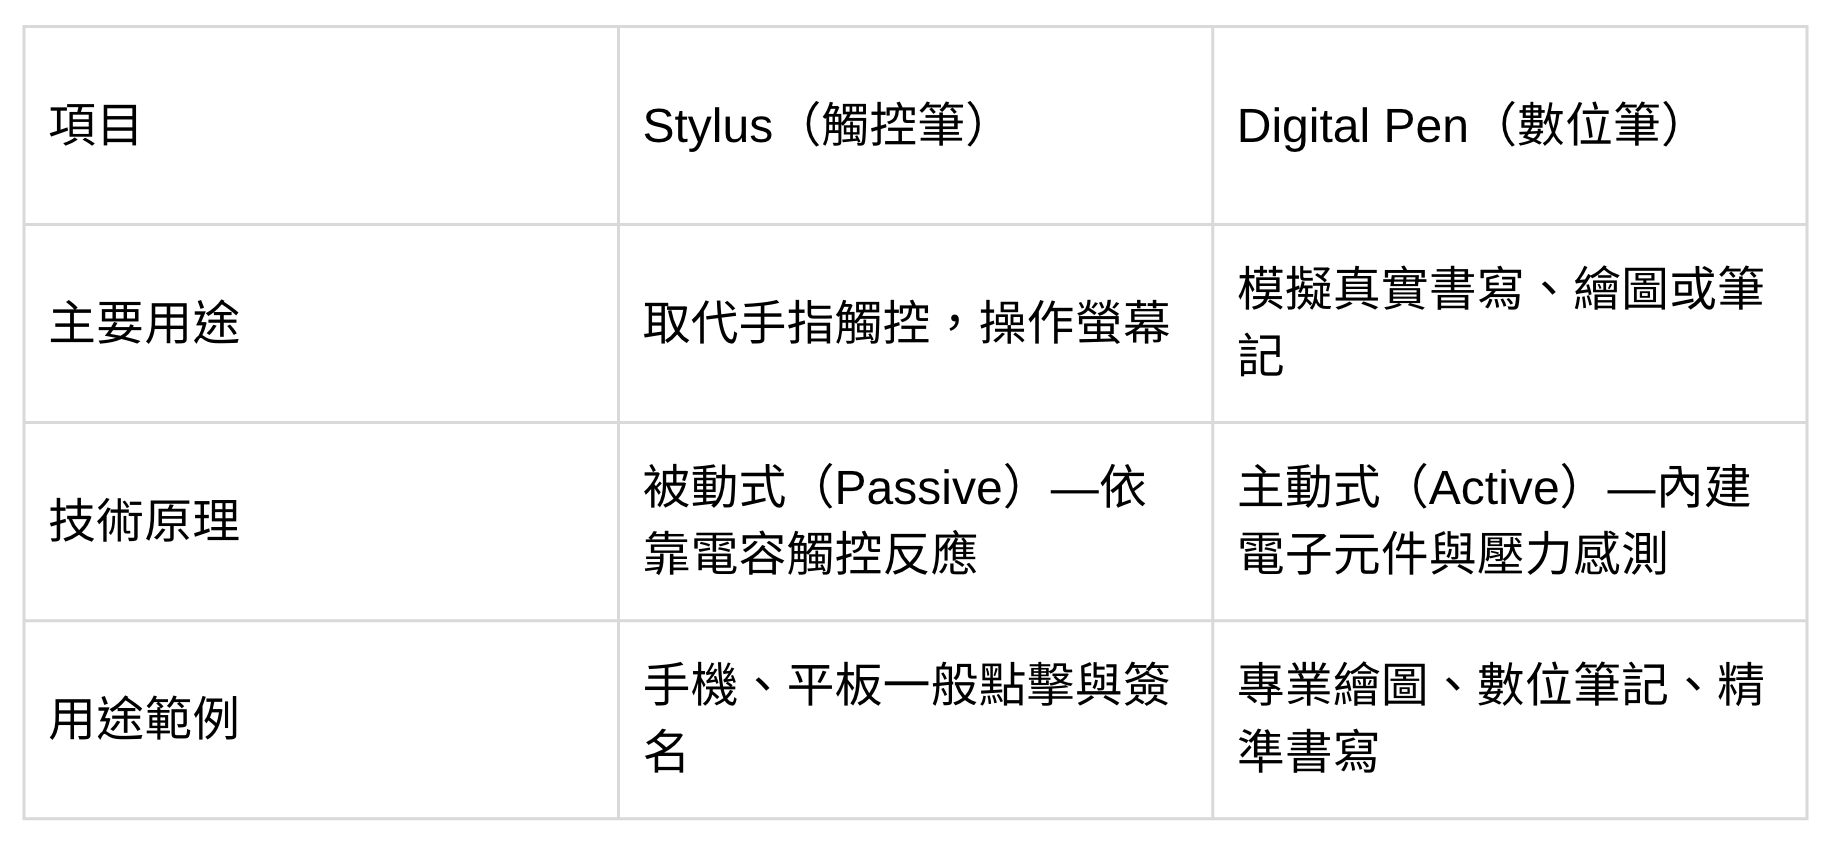 項目
Stylus（觸控筆）
Digital Pen（數位筆）
主要用途
取代手指觸控，操作螢幕
模擬真實書寫、繪圖或筆
記
技術原理
被動式（Passive）—依
靠電容觸控反應
主動式（Active）—內建
電子元件與壓力感測
用途範例
手機、平板一般點擊與簽
名
專業繪圖、數位筆記、精
準書寫